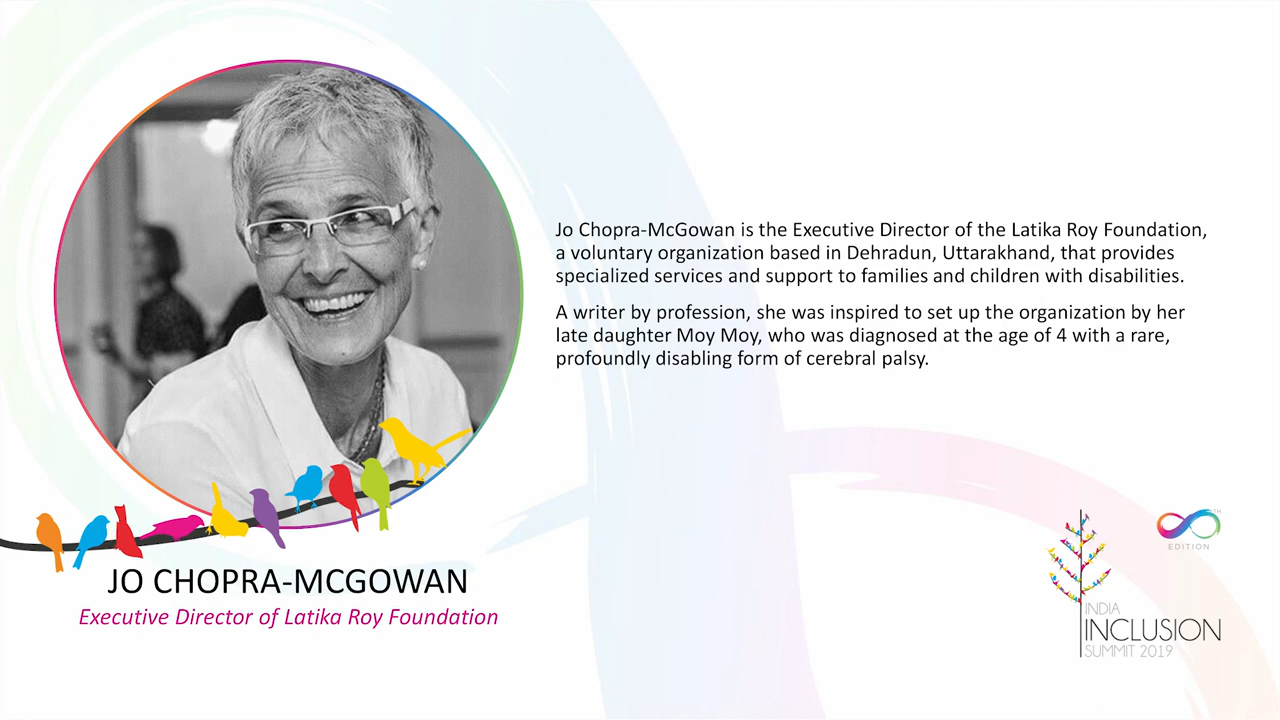 Jo Chopra-McGowan is the Executive Director of the Latika Roy Foundation,
a voluntary organization based in Dehradun, Uttarakhand, that provides
specialized services and support to families and children with disabilities.
A writer by profession, she was inspired to set up the organization by her
late daughter Moy Moy, who was diagnosed at the age of 4 with a rare,
profoundly disabling form of cerebral palsy.
JO CHOPRA-MCGOWAN
Executive Director of Latika Roy Foundation
TH
EDITION
INDIA
INCLUSION
SUMMIT 2019